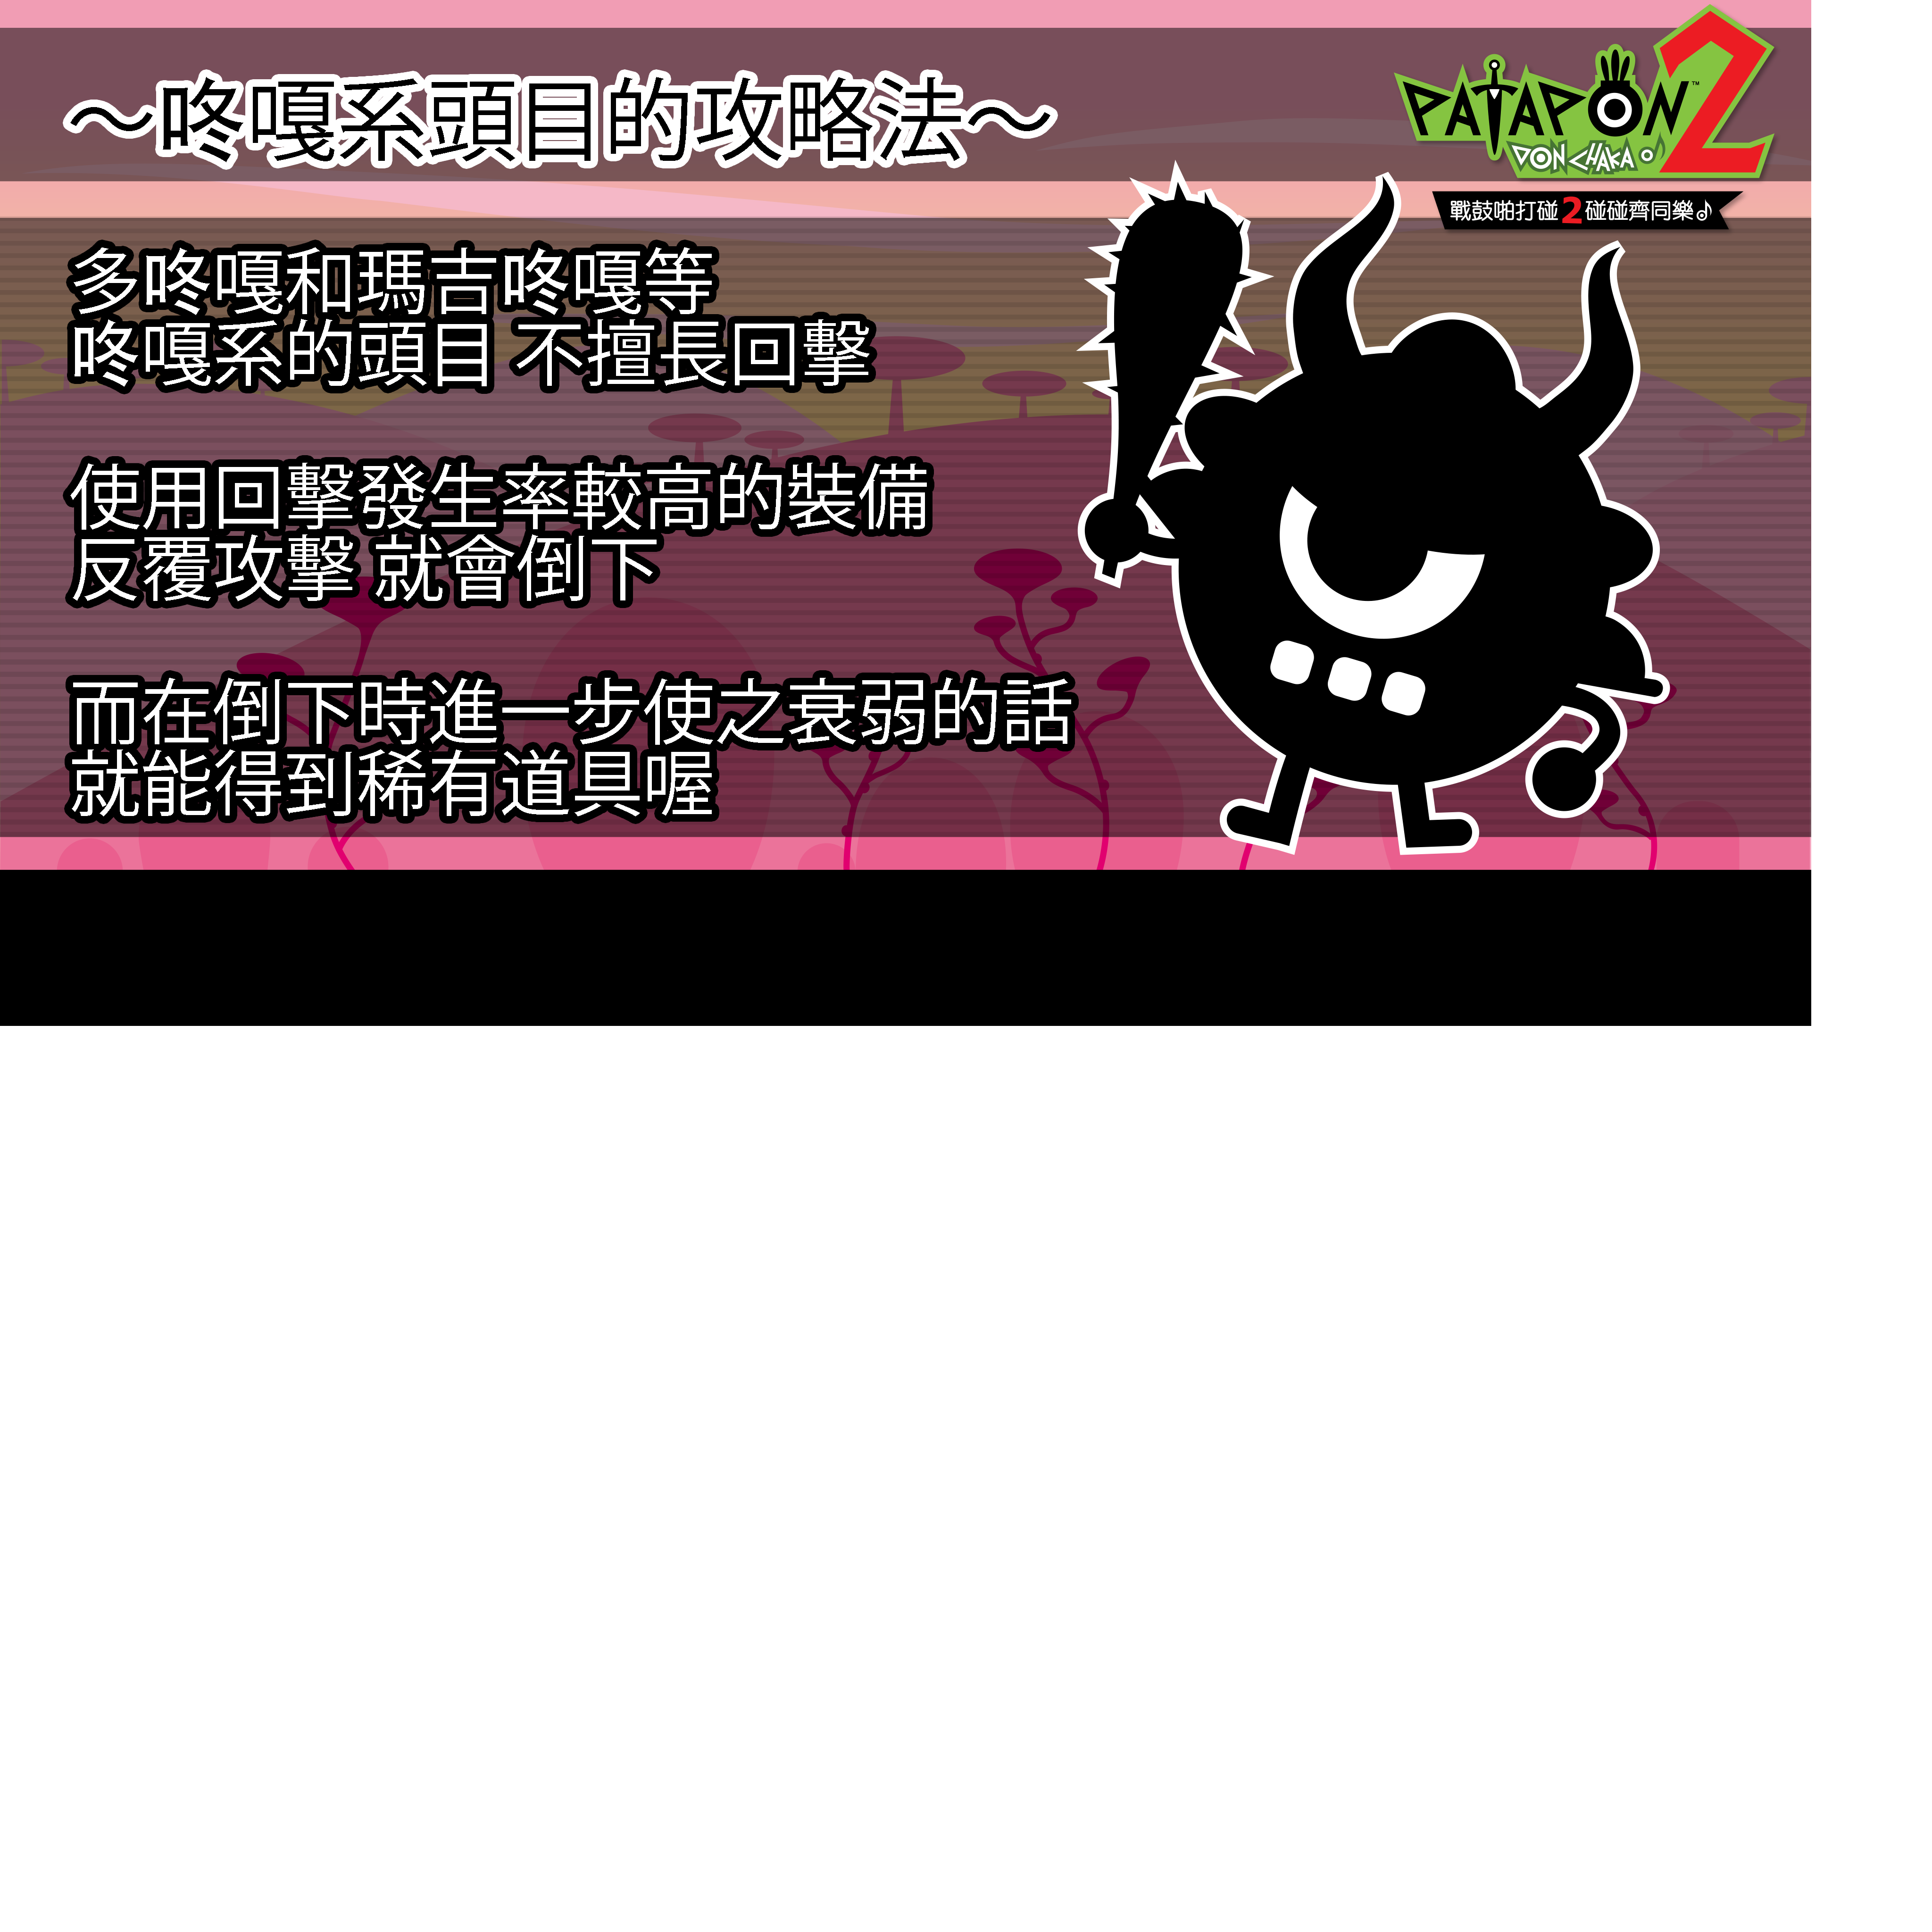 ～咚嘎系頭目的攻略法～
PATAPON2™
DON CHAKA♪
戰鼓啪打碰2碰碰齊同樂♪
多咚嘎和瑪吉咚嘎等
咚嘎系的頭目 不擅長回擊
使用回擊發生率較高的裝備
反覆攻擊 就會倒下
而在倒下時進一步使之衰弱的話
就能得到稀有道具喔